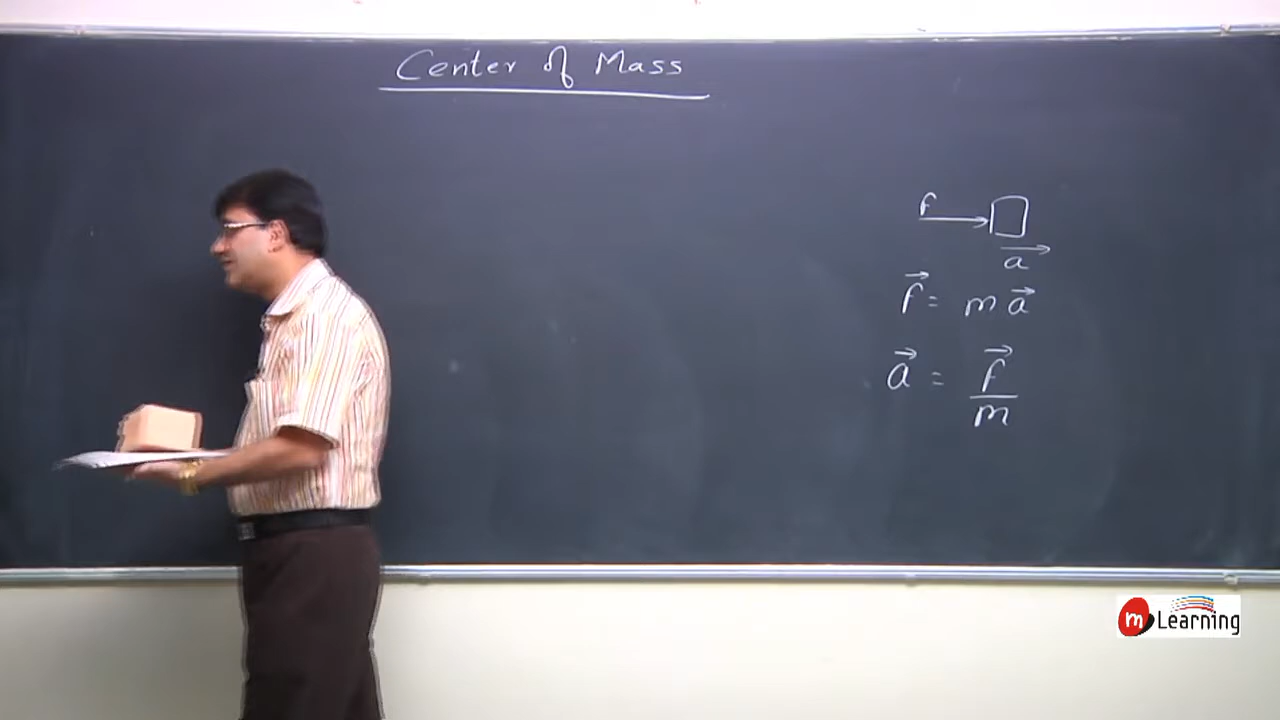 Center of Mass
f
a
f⃗ = m a⃗
a⃗ = f⃗ / m
m Learning